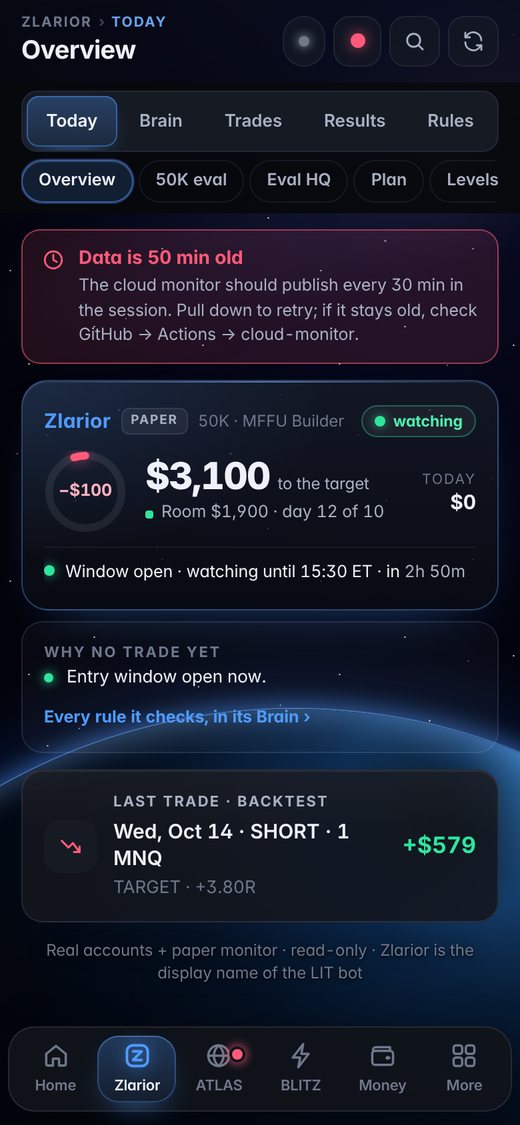 ZLARIOR › TODAY
Overview
Today Brain Trades Results Rules
Overview 50K eval Eval HQ Plan Levels
Data is 50 min old
The cloud monitor should publish every 30 min in
the session. Pull down to retry; if it stays old, check
GitHub → Actions → cloud-monitor.
Zlarior PAPER 50K · MFFU Builder watching
−$100
$3,100 to the target
Room $1,900 · day 12 of 10
TODAY
$0
Window open · watching until 15:30 ET · in 2h 50m
WHY NO TRADE YET
Entry window open now.
Every rule it checks, in its Brain ›
LAST TRADE · BACKTEST
Wed, Oct 14 · SHORT · 1
MNQ
TARGET · +3.80R
+$579
Real accounts + paper monitor · read-only · Zlarior is the
display name of the LIT bot
Home Zlarior ATLAS BLITZ Money More